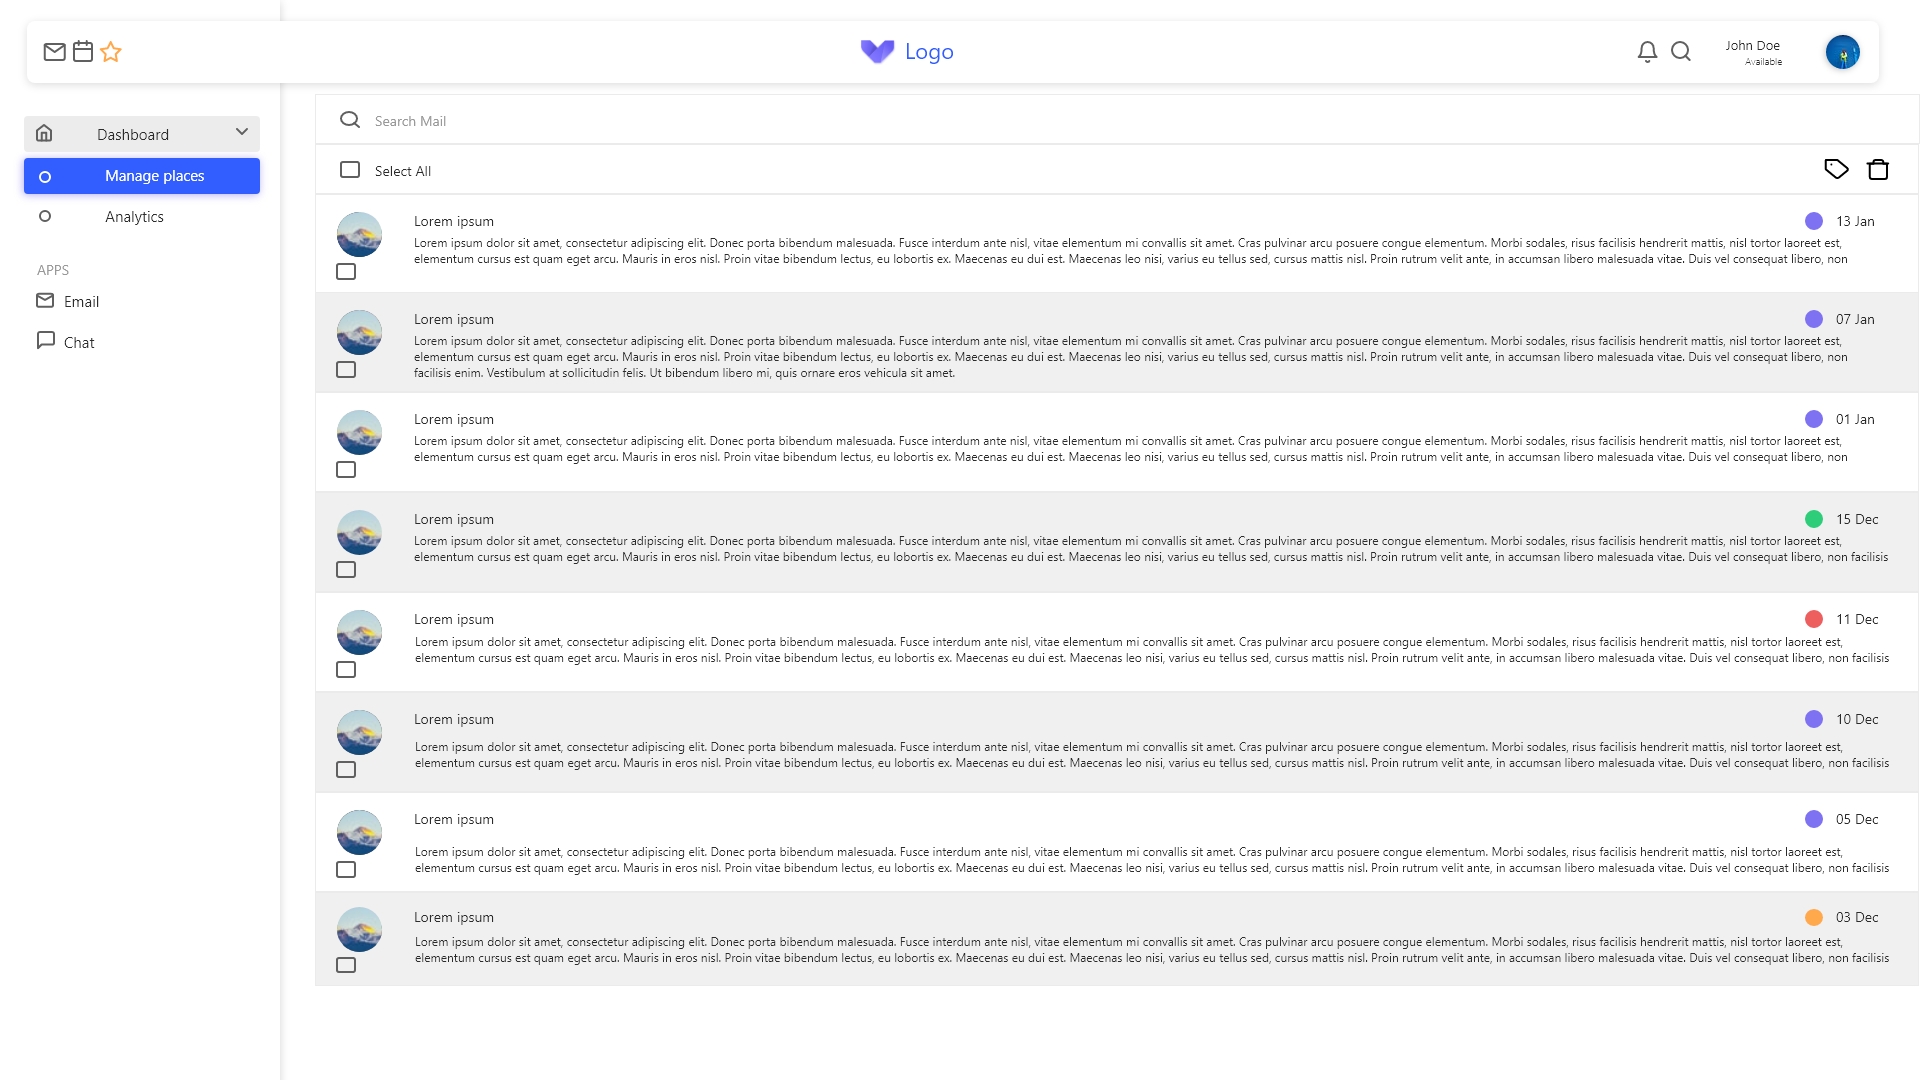 Logo
John Doe
Available
Dashboard
Manage places
Analytics
APPS
Email
Chat
Search Mail
Select All
Lorem ipsum
13 Jan
Lorem ipsum dolor sit amet, consectetur adipiscing elit. Donec porta bibendum malesuada. Fusce interdum ante nisl, vitae elementum mi convallis sit amet. Cras pulvinar arcu posuere congue elementum. Morbi sodales, risus facilisis hendrerit mattis, nisl tortor laoreet est,
elementum cursus est quam eget arcu. Mauris in eros nisl. Proin vitae bibendum lectus, eu lobortis ex. Maecenas eu dui est. Maecenas leo nisi, varius eu tellus sed, cursus mattis nisl. Proin rutrum velit ante, in accumsan libero malesuada vitae. Duis vel consequat libero, non
Lorem ipsum
07 Jan
Lorem ipsum dolor sit amet, consectetur adipiscing elit. Donec porta bibendum malesuada. Fusce interdum ante nisl, vitae elementum mi convallis sit amet. Cras pulvinar arcu posuere congue elementum. Morbi sodales, risus facilisis hendrerit mattis, nisl tortor laoreet est,
elementum cursus est quam eget arcu. Mauris in eros nisl. Proin vitae bibendum lectus, eu lobortis ex. Maecenas eu dui est. Maecenas leo nisi, varius eu tellus sed, cursus mattis nisl. Proin rutrum velit ante, in accumsan libero malesuada vitae. Duis vel consequat libero, non
facilisis enim. Vestibulum at sollicitudin felis. Ut bibendum libero mi, quis ornare eros vehicula sit amet.
Lorem ipsum
01 Jan
Lorem ipsum dolor sit amet, consectetur adipiscing elit. Donec porta bibendum malesuada. Fusce interdum ante nisl, vitae elementum mi convallis sit amet. Cras pulvinar arcu posuere congue elementum. Morbi sodales, risus facilisis hendrerit mattis, nisl tortor laoreet est,
elementum cursus est quam eget arcu. Mauris in eros nisl. Proin vitae bibendum lectus, eu lobortis ex. Maecenas eu dui est. Maecenas leo nisi, varius eu tellus sed, cursus mattis nisl. Proin rutrum velit ante, in accumsan libero malesuada vitae. Duis vel consequat libero, non
Lorem ipsum
15 Dec
Lorem ipsum dolor sit amet, consectetur adipiscing elit. Donec porta bibendum malesuada. Fusce interdum ante nisl, vitae elementum mi convallis sit amet. Cras pulvinar arcu posuere congue elementum. Morbi sodales, risus facilisis hendrerit mattis, nisl tortor laoreet est,
elementum cursus est quam eget arcu. Mauris in eros nisl. Proin vitae bibendum lectus, eu lobortis ex. Maecenas eu dui est. Maecenas leo nisi, varius eu tellus sed, cursus mattis nisl. Proin rutrum velit ante, in accumsan libero malesuada vitae. Duis vel consequat libero, non facilisis
Lorem ipsum
11 Dec
Lorem ipsum dolor sit amet, consectetur adipiscing elit. Donec porta bibendum malesuada. Fusce interdum ante nisl, vitae elementum mi convallis sit amet. Cras pulvinar arcu posuere congue elementum. Morbi sodales, risus facilisis hendrerit mattis, nisl tortor laoreet est,
elementum cursus est quam eget arcu. Mauris in eros nisl. Proin vitae bibendum lectus, eu lobortis ex. Maecenas eu dui est. Maecenas leo nisi, varius eu tellus sed, cursus mattis nisl. Proin rutrum velit ante, in accumsan libero malesuada vitae. Duis vel consequat libero, non facilisis
Lorem ipsum
10 Dec
Lorem ipsum dolor sit amet, consectetur adipiscing elit. Donec porta bibendum malesuada. Fusce interdum ante nisl, vitae elementum mi convallis sit amet. Cras pulvinar arcu posuere congue elementum. Morbi sodales, risus facilisis hendrerit mattis, nisl tortor laoreet est,
elementum cursus est quam eget arcu. Mauris in eros nisl. Proin vitae bibendum lectus, eu lobortis ex. Maecenas eu dui est. Maecenas leo nisi, varius eu tellus sed, cursus mattis nisl. Proin rutrum velit ante, in accumsan libero malesuada vitae. Duis vel consequat libero, non facilisis
Lorem ipsum
05 Dec
Lorem ipsum dolor sit amet, consectetur adipiscing elit. Donec porta bibendum malesuada. Fusce interdum ante nisl, vitae elementum mi convallis sit amet. Cras pulvinar arcu posuere congue elementum. Morbi sodales, risus facilisis hendrerit mattis, nisl tortor laoreet est,
elementum cursus est quam eget arcu. Mauris in eros nisl. Proin vitae bibendum lectus, eu lobortis ex. Maecenas eu dui est. Maecenas leo nisi, varius eu tellus sed, cursus mattis nisl. Proin rutrum velit ante, in accumsan libero malesuada vitae. Duis vel consequat libero, non facilisis
Lorem ipsum
03 Dec
Lorem ipsum dolor sit amet, consectetur adipiscing elit. Donec porta bibendum malesuada. Fusce interdum ante nisl, vitae elementum mi convallis sit amet. Cras pulvinar arcu posuere congue elementum. Morbi sodales, risus facilisis hendrerit mattis, nisl tortor laoreet est,
elementum cursus est quam eget arcu. Mauris in eros nisl. Proin vitae bibendum lectus, eu lobortis ex. Maecenas eu dui est. Maecenas leo nisi, varius eu tellus sed, cursus mattis nisl. Proin rutrum velit ante, in accumsan libero malesuada vitae. Duis vel consequat libero, non facilisis